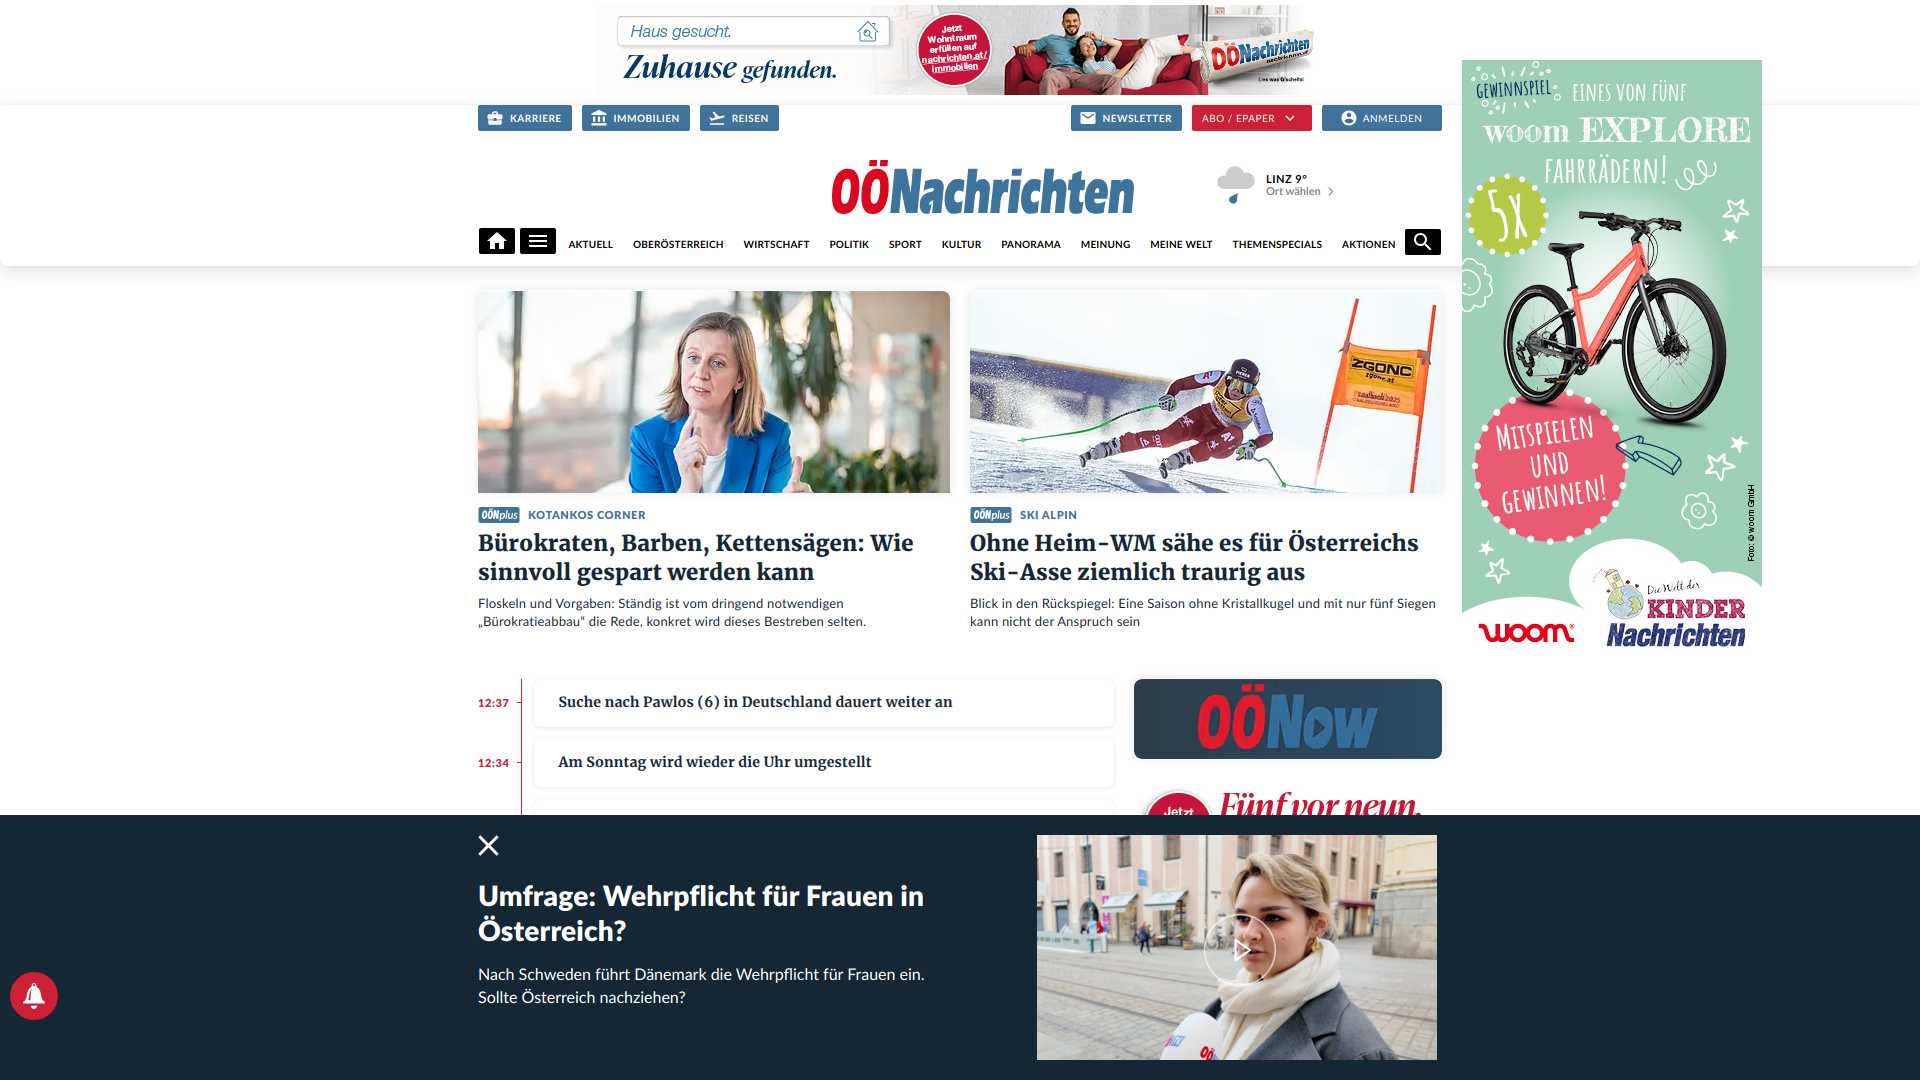 Haus gesucht.
Zuhause gefunden.
Jetzt
Wohntraum
erfüllen auf
nachrichten.at/
immobilien
OÖNachrichten
Lies was G'scheits!
KARRIERE
IMMOBILIEN
REISEN
NEWSLETTER
ABO / EPAPER
ANMELDEN
OÖNachrichten
LINZ 9°
Ort wählen
AKTUELL
OBERÖSTERREICH
WIRTSCHAFT
POLITIK
SPORT
KULTUR
PANORAMA
MEINUNG
MEINE WELT
THEMENSPECIALS
AKTIONEN
GEWINNSPIEL
EINES VON FÜNF
woom EXPLORE
FAHRRÄDERN!
5X
MITSPIELEN
UND
GEWINNEN!
Foto: © woom GmbH
woom
Die Welt der
KINDER
Nachrichten
ZGONC
zgonc.at
OÖNplus KOTANKOS CORNER
Bürokraten, Barben, Kettensägen: Wie
sinnvoll gespart werden kann
Floskeln und Vorgaben: Ständig ist vom dringend notwendigen
„Bürokratieabbau“ die Rede, konkret wird dieses Bestreben selten.
OÖNplus SKI ALPIN
Ohne Heim-WM sähe es für Österreichs
Ski-Asse ziemlich traurig aus
Blick in den Rückspiegel: Eine Saison ohne Kristallkugel und mit nur fünf Siegen
kann nicht der Anspruch sein
12:37
Suche nach Pawlos (6) in Deutschland dauert weiter an
12:34
Am Sonntag wird wieder die Uhr umgestellt
OÖNow
Jetzt
Fünf vor neun.
Umfrage: Wehrpflicht für Frauen in
Österreich?
Nach Schweden führt Dänemark die Wehrpflicht für Frauen ein.
Sollte Österreich nachziehen?